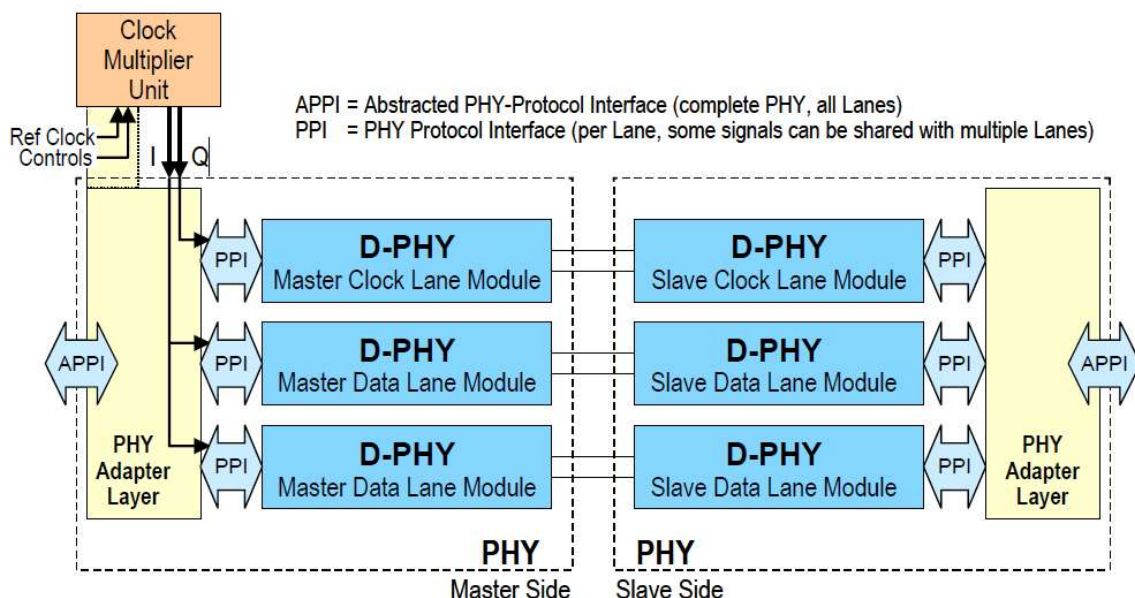 Clock
Multiplier
Unit
APPI = Abstracted PHY-Protocol Interface (complete PHY, all Lanes)
PPI = PHY Protocol Interface (per Lane, some signals can be shared with multiple Lanes)
Ref Clock
Controls
I
Q
PPI
D-PHY
Master Clock Lane Module
D-PHY
Slave Clock Lane Module
PPI
APPI
PPI
D-PHY
Master Data Lane Module
D-PHY
Slave Data Lane Module
PPI
APPI
PHY
Adapter
Layer
PPI
D-PHY
Master Data Lane Module
D-PHY
Slave Data Lane Module
PPI
PHY
Adapter
Layer
PHY
Master Side
PHY
Slave Side